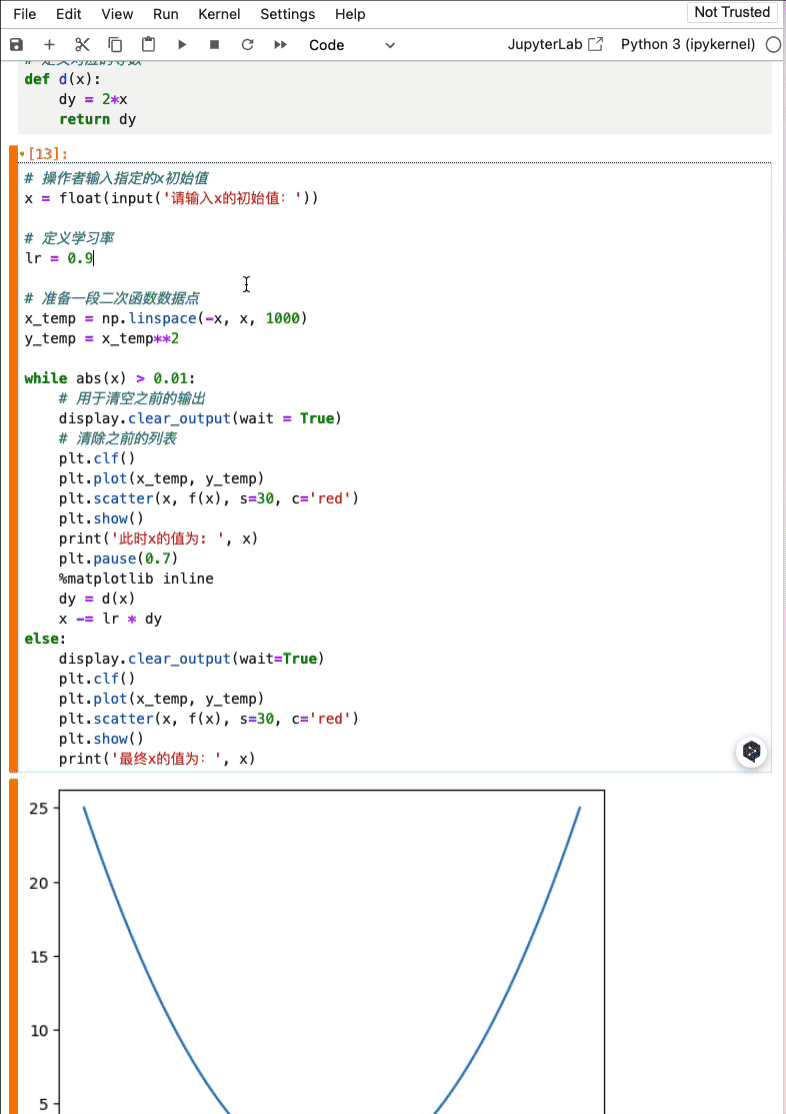 File Edit View Run Kernel Settings Help Not Trusted
Code JupyterLab Python 3 (ipykernel)
# 定义对应的导数
def d(x):
    dy = 2*x
    return dy
[13]:
# 操作者输入指定的x初始值
x = float(input('请输入x的初始值：'))
# 定义学习率
lr = 0.9
# 准备一段二次函数数据点
x_temp = np.linspace(-x, x, 1000)
y_temp = x_temp**2
while abs(x) > 0.01:
    # 用于清空之前的输出
    display.clear_output(wait = True)
    # 清除之前的列表
    plt.clf()
    plt.plot(x_temp, y_temp)
    plt.scatter(x, f(x), s=30, c='red')
    plt.show()
    print('此时x的值为: ', x)
    plt.pause(0.7)
    %matplotlib inline
    dy = d(x)
    x -= lr * dy
else:
    display.clear_output(wait=True)
    plt.clf()
    plt.plot(x_temp, y_temp)
    plt.scatter(x, f(x), s=30, c='red')
    plt.show()
    print('最终x的值为：', x)
25
20
15
10
5